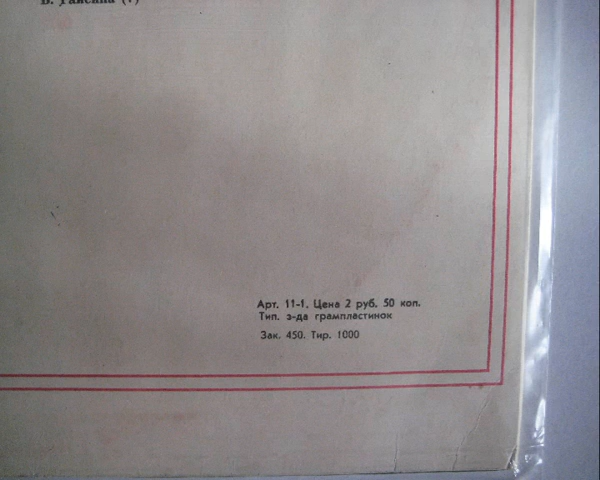 Арт. 11-1. Цена 2 руб. 50 коп.
Тип. з-да грампластинок
Зак. 450. Тир. 1000